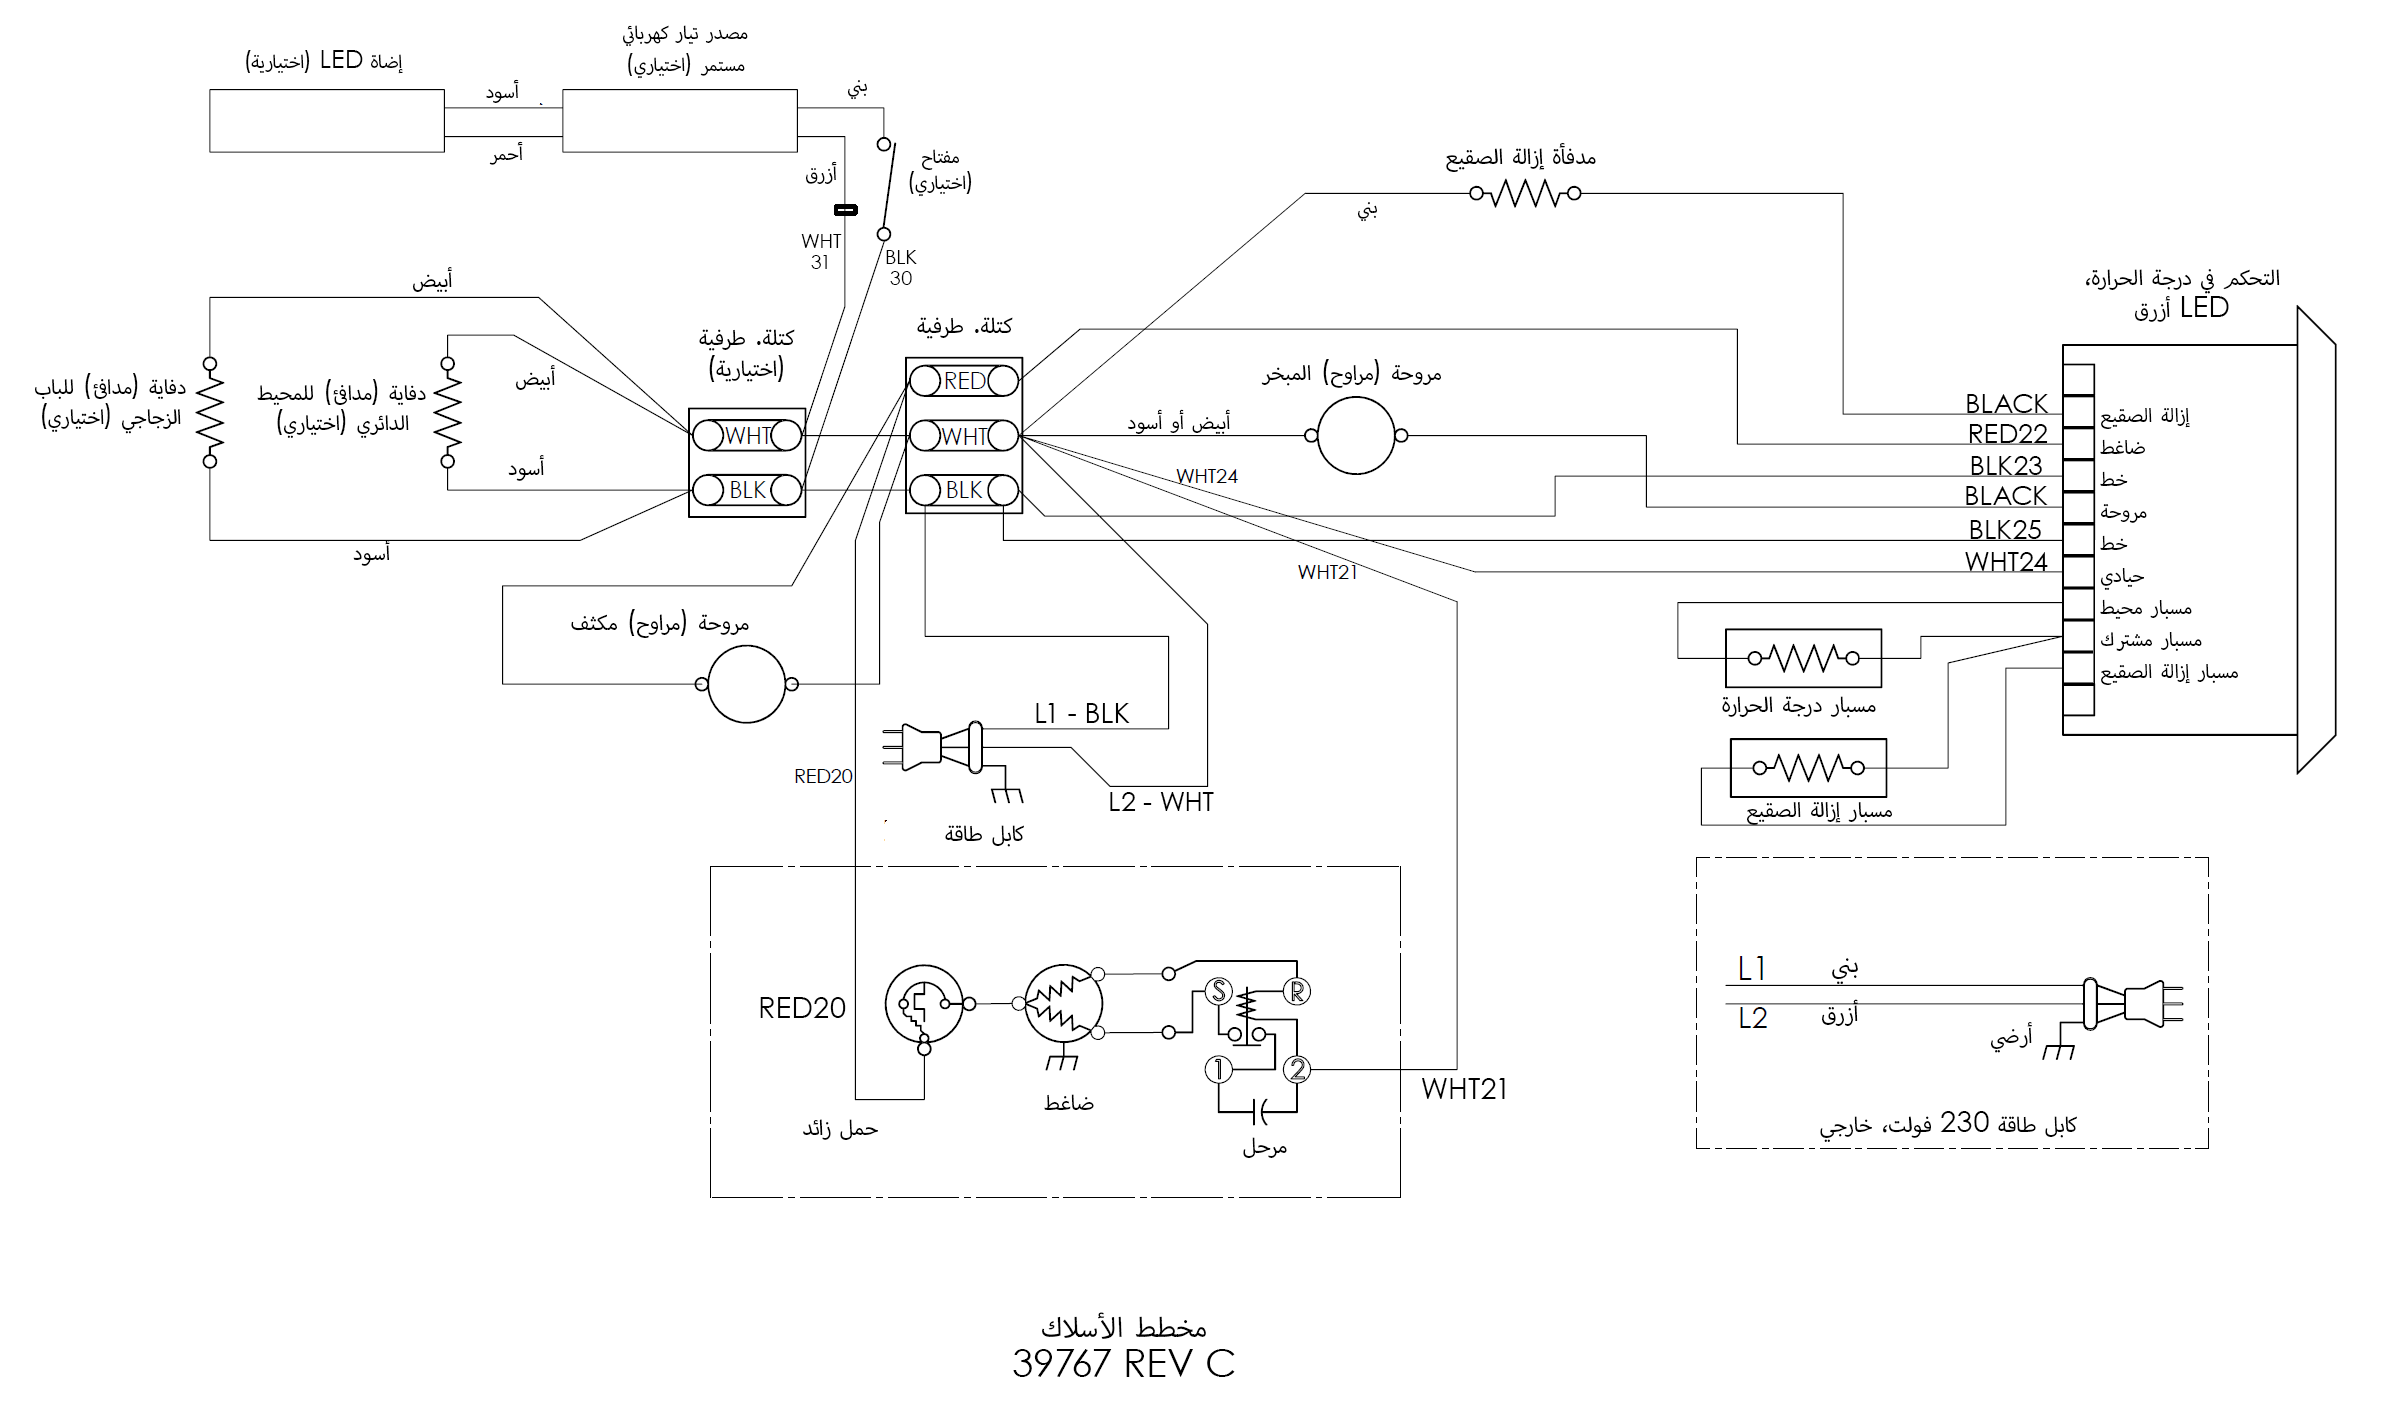 مصدر تيار كهربائي
مستمر (اختياري)
إضاة LED (اختيارية)
أسود
أحمر
بني
أزرق
مفتاح
(اختياري)
WHT
31
BLK
30
مدفأة إزالة الصقيع
بني
التحكم في درجة الحرارة،
LED أزرق
أبيض
أبيض
كتلة. طرفية
(اختيارية)
كتلة. طرفية
دفاية (مدافئ) للباب
الزجاجي (اختياري)
دفاية (مدافئ) للمحيط
الدائري (اختياري)
أسود
أسود
WHT
BLK
RED
WHT
BLK
مروحة (مراوح) المبخر
أبيض أو أسود
WHT24
WHT21
BLACK
RED22
BLK23
BLACK
BLK25
WHT24
إزالة الصقيع
ضاغط
خط
مروحة
خط
حيادي
مسبار محيط
مسبار مشترك
مسبار إزالة الصقيع
مسبار درجة الحرارة
مسبار إزالة الصقيع
مروحة (مراوح) مكثف
L1 - BLK
L2 - WHT
RED20
كابل طاقة
RED20
حمل زائد
ضاغط
S
R
1
2
مرحل
WHT21
L1
بني
L2
أزرق
أرضي
كابل طاقة 230 فولت، خارجي
مخطط الأسلاك
39767 REV C